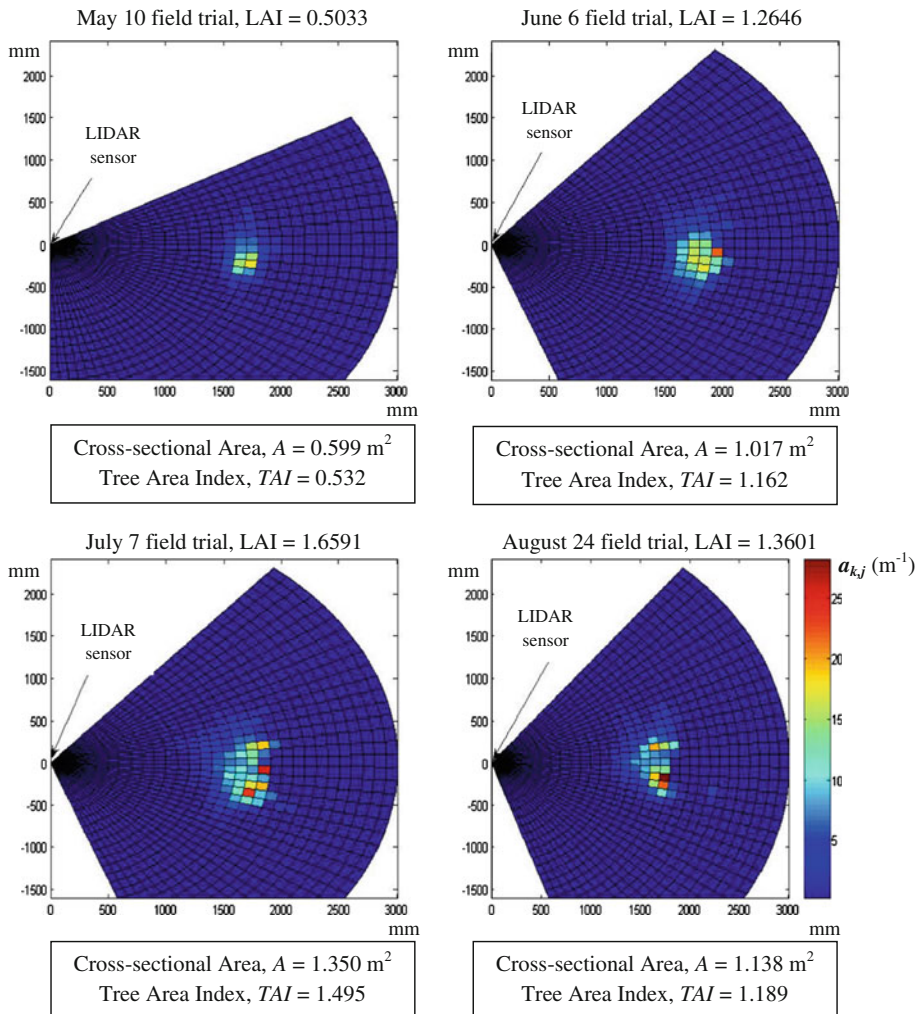 May 10 field trial, LAI = 0.5033
mm
2000
1500
1000
500
0
-500
-1000
-1500
LIDAR
sensor
0 500 1000 1500 2000 2500 3000
mm
Cross-sectional Area, A = 0.599 m²
Tree Area Index, TAI = 0.532
June 6 field trial, LAI = 1.2646
mm
2000
1500
1000
500
0
-500
-1000
-1500
LIDAR
sensor
0 500 1000 1500 2000 2500 3000
mm
Cross-sectional Area, A = 1.017 m²
Tree Area Index, TAI = 1.162
July 7 field trial, LAI = 1.6591
mm
2000
1500
1000
500
0
-500
-1000
-1500
LIDAR
sensor
0 500 1000 1500 2000 2500 3000
mm
Cross-sectional Area, A = 1.350 m²
Tree Area Index, TAI = 1.495
August 24 field trial, LAI = 1.3601
mm
2000
1500
1000
500
0
-500
-1000
-1500
LIDAR
sensor
0 500 1000 1500 2000 2500 3000
mm
a_{k,j} (m⁻¹)
20
15
10
5
Cross-sectional Area, A = 1.138 m²
Tree Area Index, TAI = 1.189